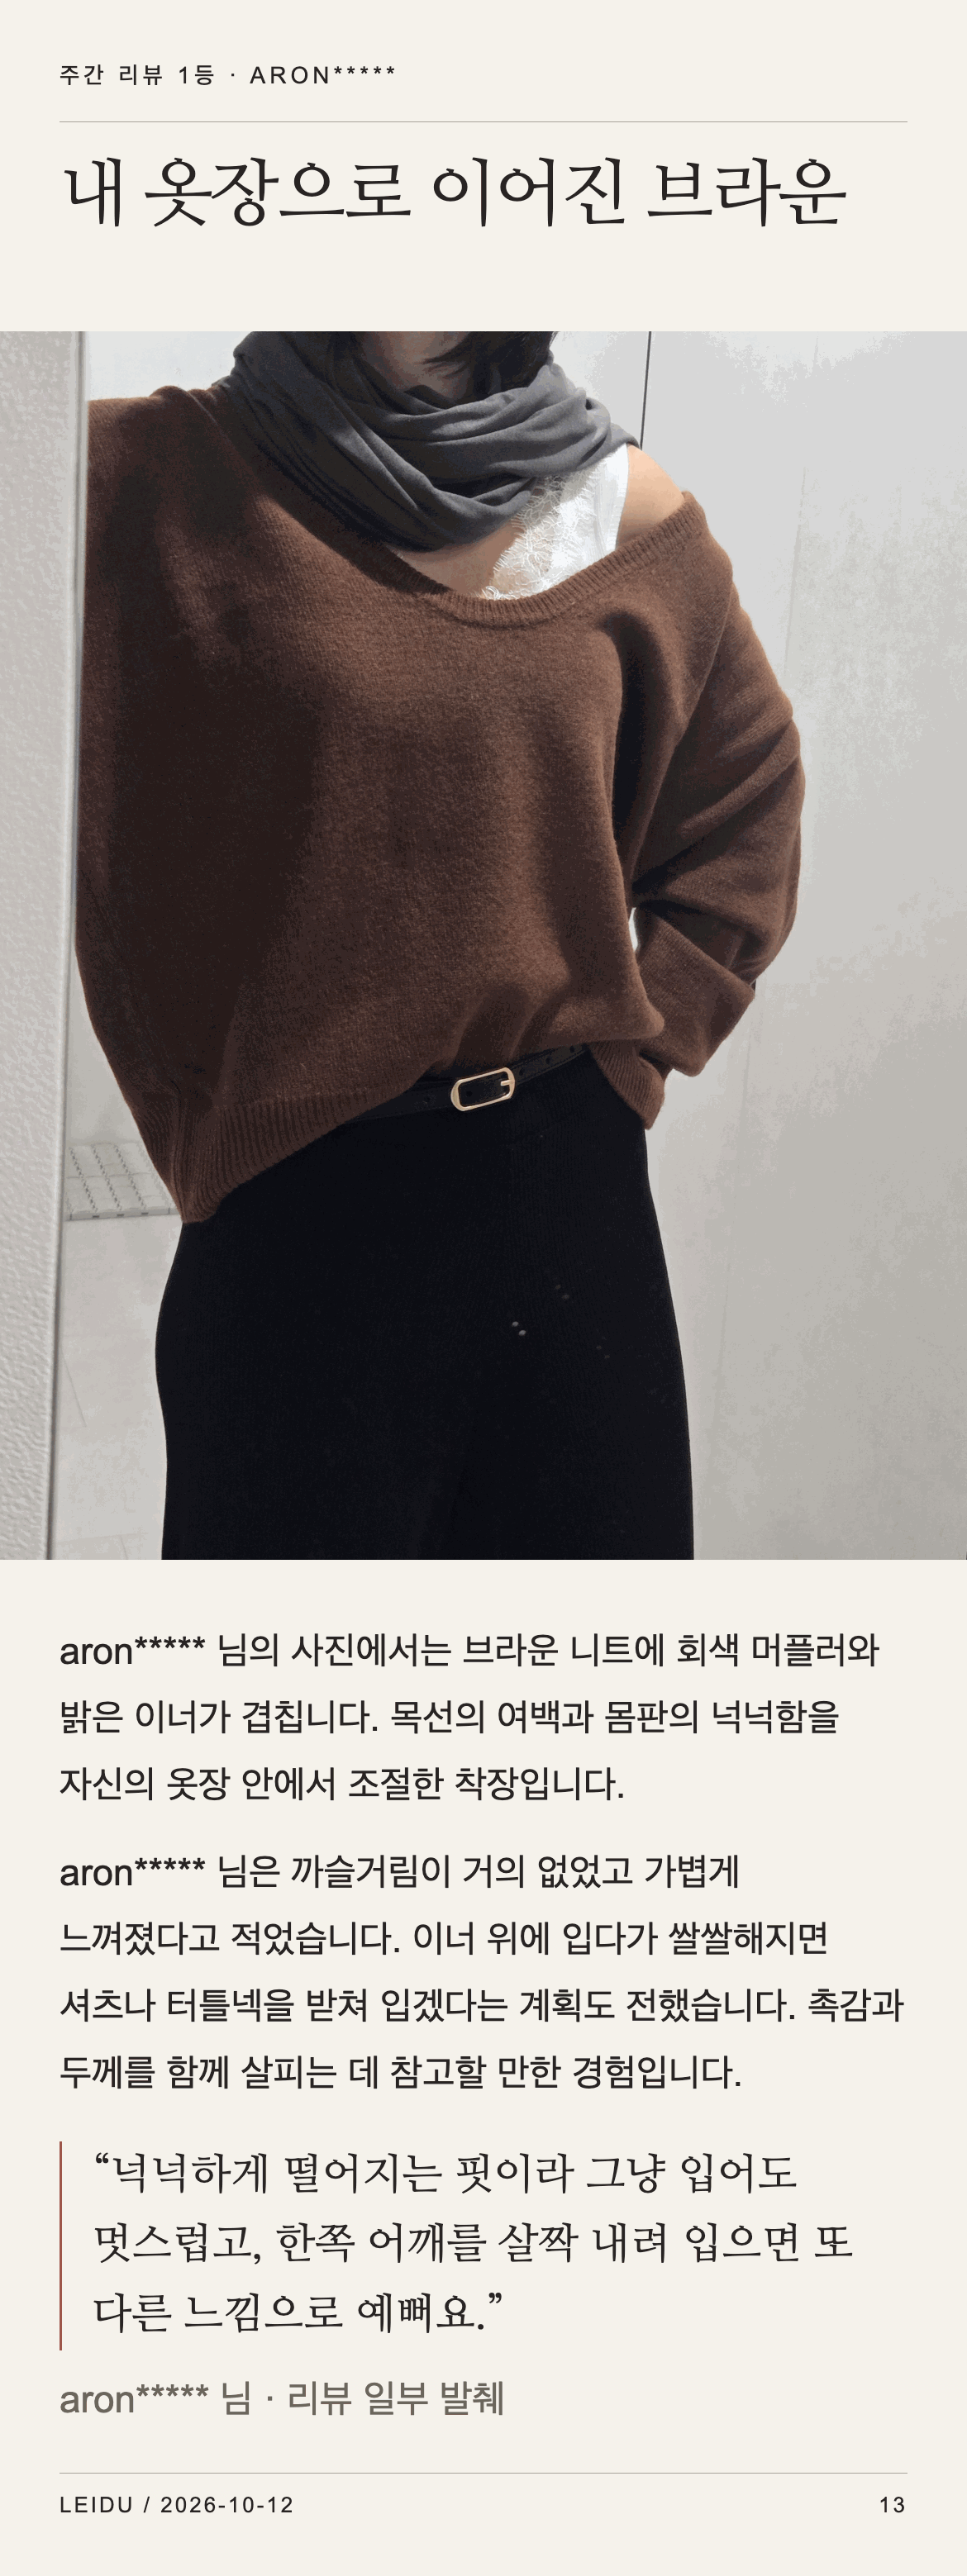 주간 리뷰 1등 · ARON*****
내 옷장으로 이어진 브라운
aron***** 님의 사진에서는 브라운 니트에 회색 머플러와
밝은 이너가 겹칩니다. 목선의 여백과 몸판의 넉넉함을
자신의 옷장 안에서 조절한 착장입니다.
aron***** 님은 까슬거림이 거의 없었고 가볍게
느껴졌다고 적었습니다. 이너 위에 입다가 쌀쌀해지면
셔츠나 터틀넥을 받쳐 입겠다는 계획도 전했습니다. 촉감과
두께를 함께 살피는 데 참고할 만한 경험입니다.
“넉넉하게 떨어지는 핏이라 그냥 입어도
멋스럽고, 한쪽 어깨를 살짝 내려 입으면 또
다른 느낌으로 예뻐요.”
aron***** 님 · 리뷰 일부 발췌
LEIDU / 2026-10-12
13